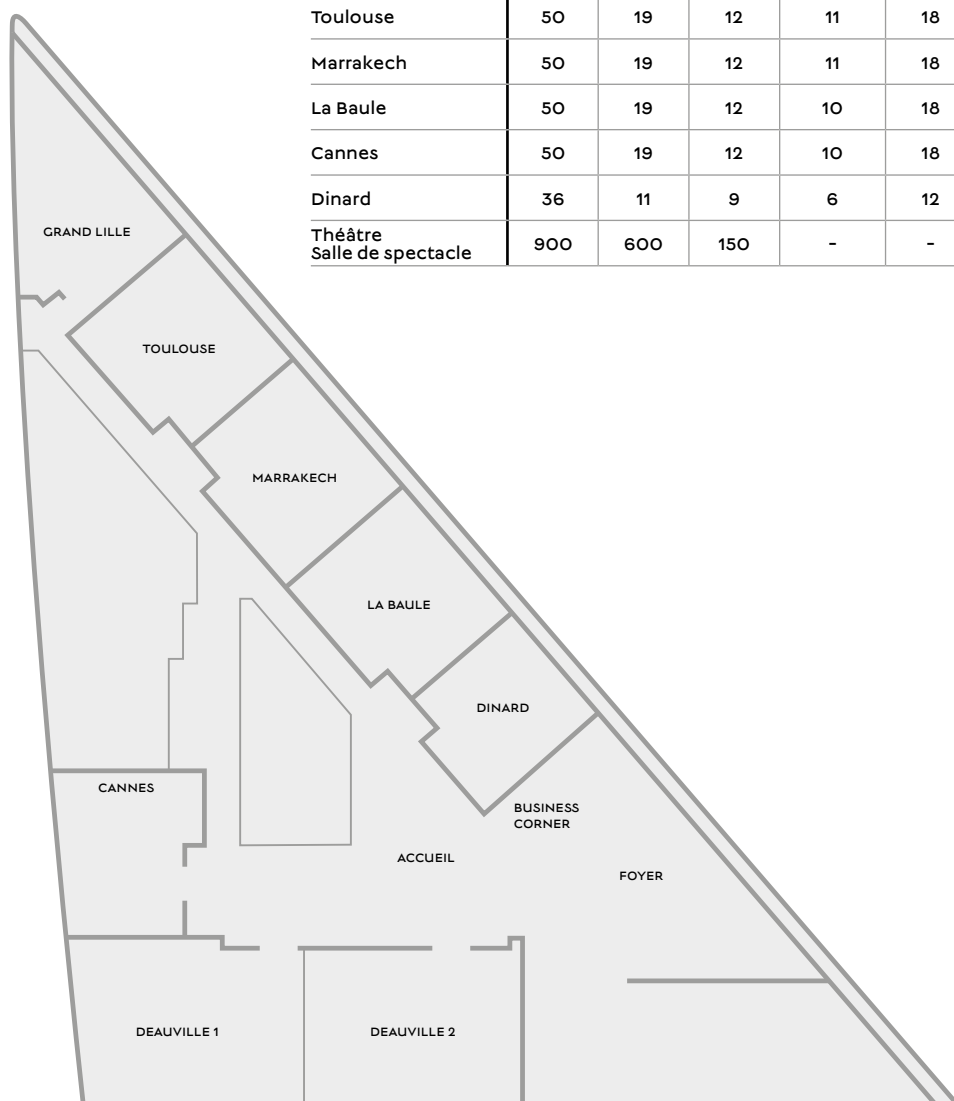 Toulouse 50 19 12 11 18
Marrakech 50 19 12 11 18
La Baule 50 19 12 10 18
Cannes 50 19 12 10 18
Dinard 36 11 9 6 12
Théâtre
Salle de spectacle 900 600 150 - -
GRAND LILLE
TOULOUSE
MARRAKECH
LA BAULE
DINARD
CANNES
BUSINESS
CORNER
ACCUEIL
FOYER
DEAUVILLE 1
DEAUVILLE 2